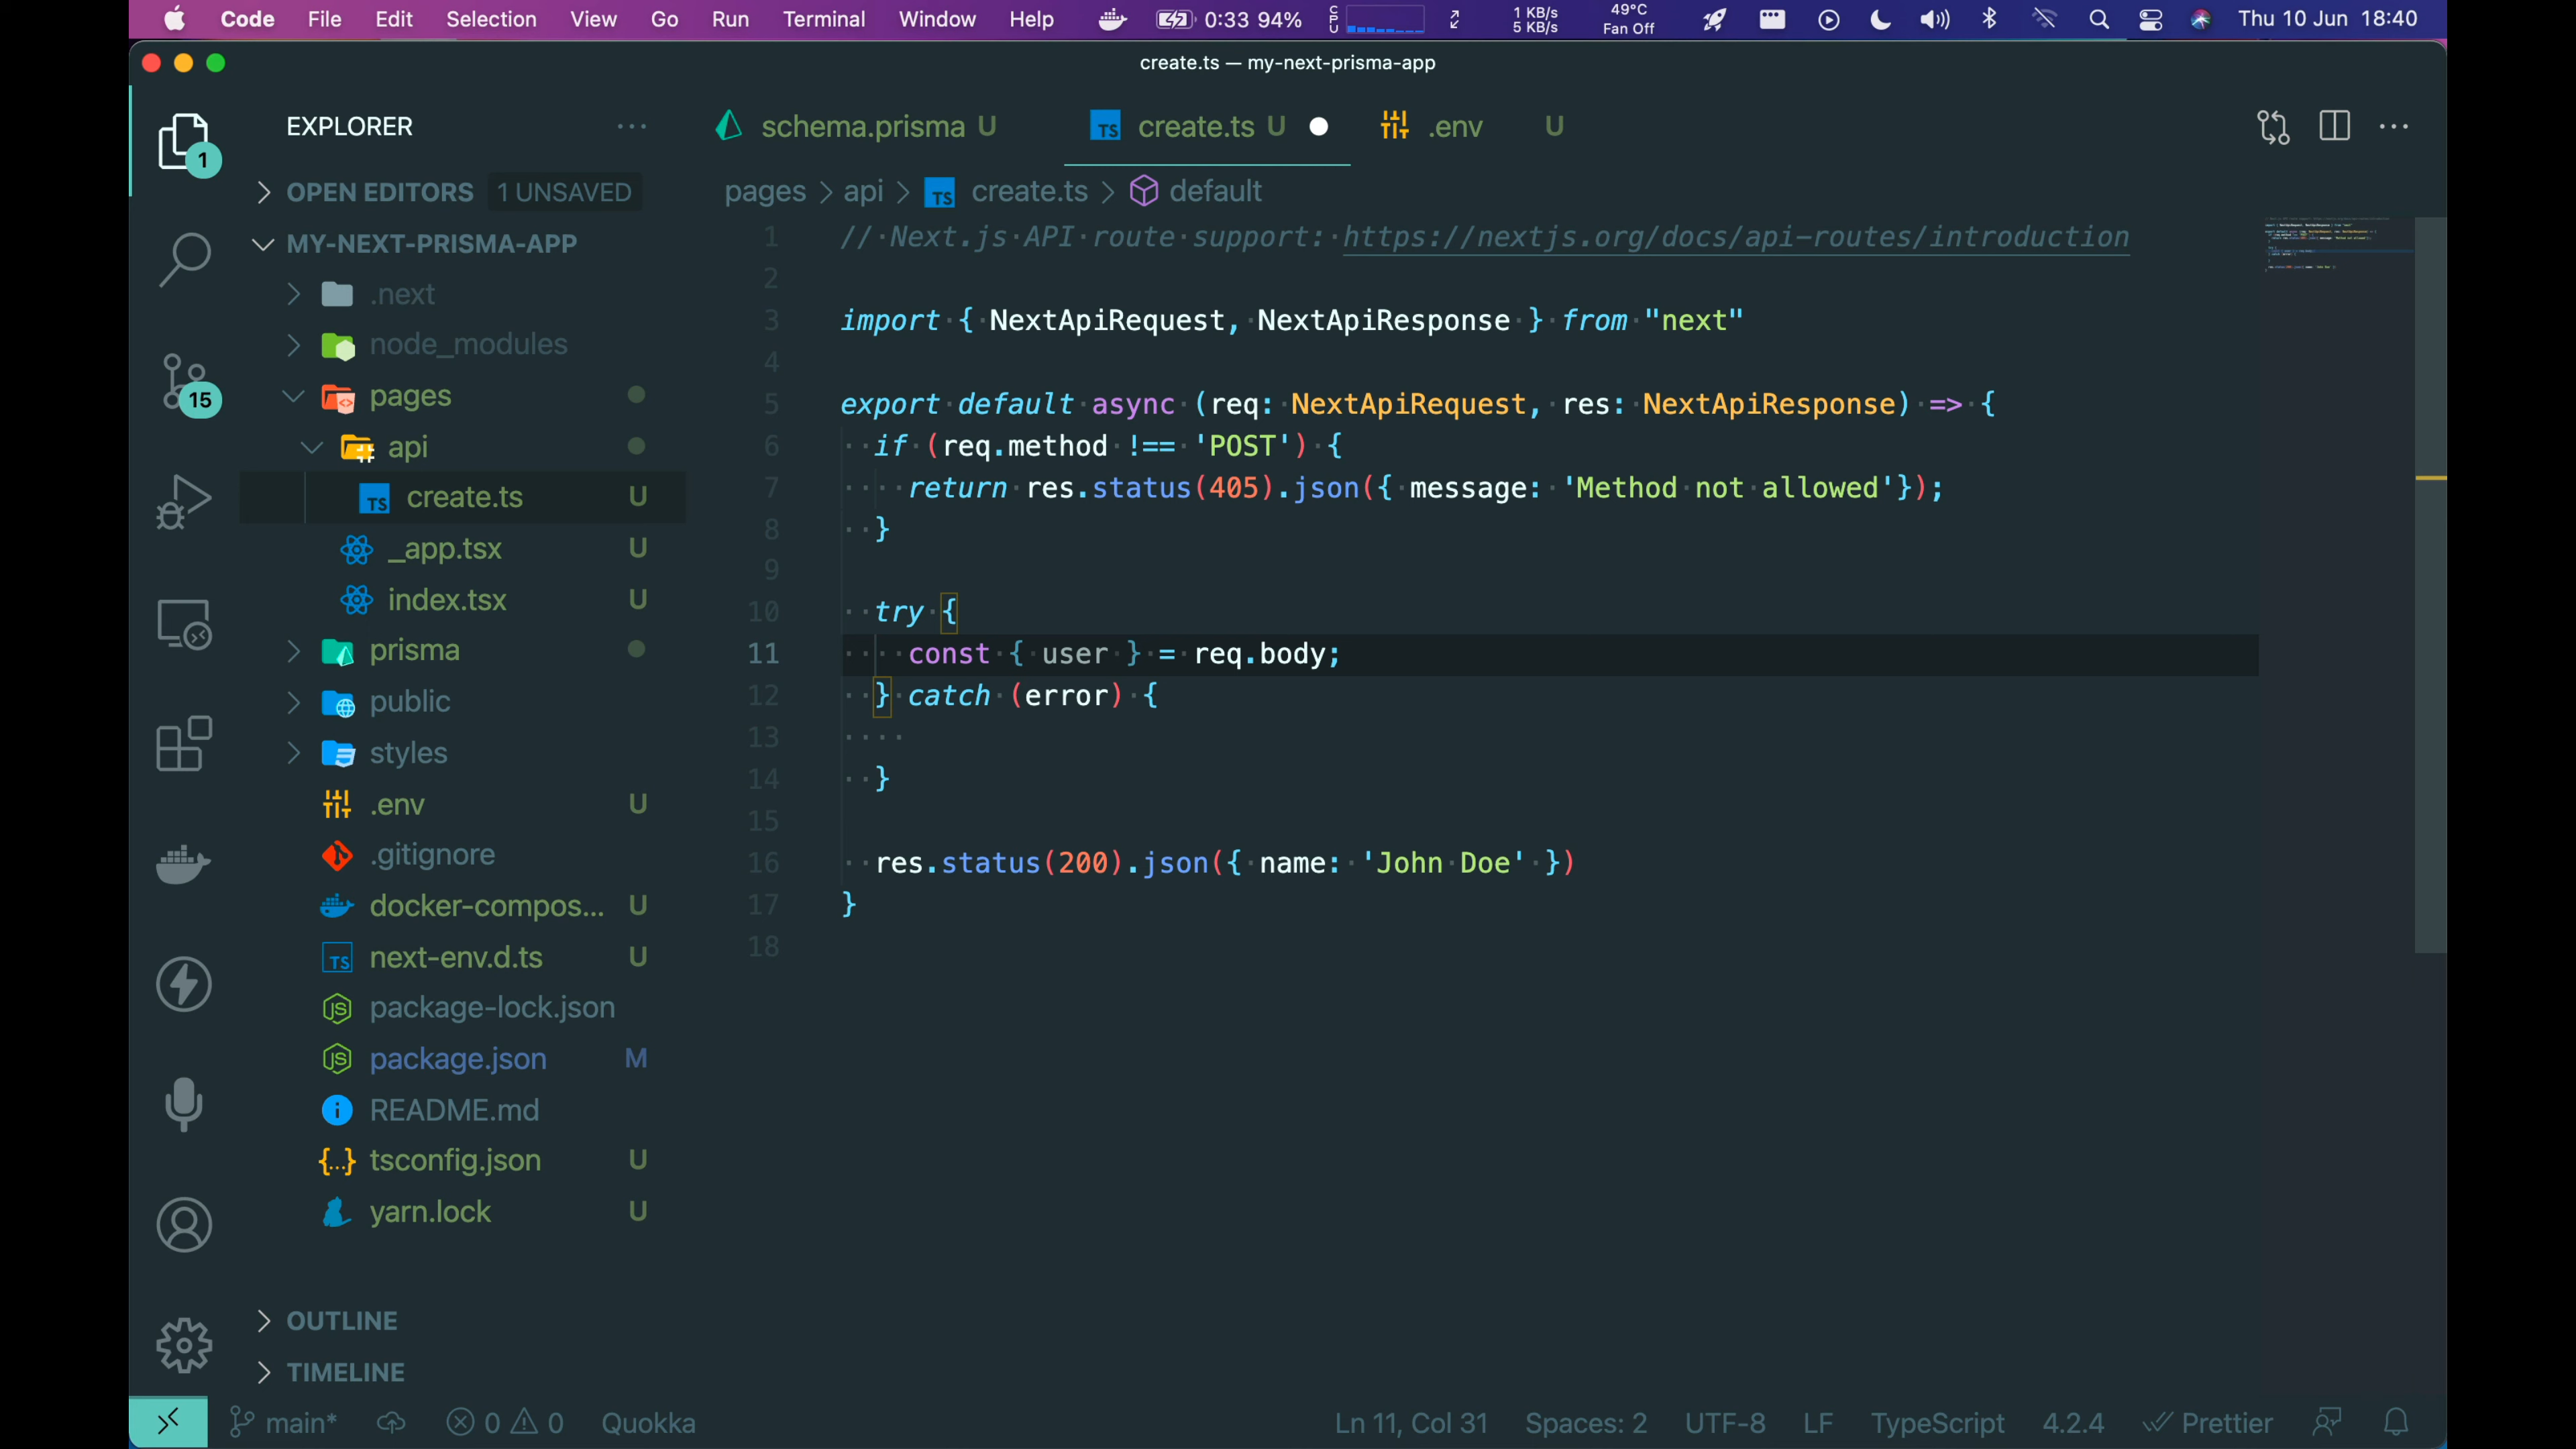 Code File Edit Selection View Go Run Terminal Window Help 0:33 94% CPU 1 KB/s 5 KB/s 49°C Fan Off Thu 10 Jun 18:40
create.ts — my-next-prisma-app
EXPLORER
schema.prisma U
create.ts U
.env U
1
OPEN EDITORS 1 UNSAVED
pages > api > TS create.ts > default
MY-NEXT-PRISMA-APP
.next
node_modules
15
pages
api
TS create.ts U
_app.tsx U
index.tsx U
prisma
public
styles
.env U
.gitignore
docker-compos... U
TS next-env.d.ts U
package-lock.json
package.json M
README.md
tsconfig.json U
yarn.lock U
OUTLINE
TIMELINE
1 // Next.js API route support: https://nextjs.org/docs/api-routes/introduction
2
3 import { NextApiRequest, NextApiResponse } from "next"
4
5 export default async (req: NextApiRequest, res: NextApiResponse) => {
6 if (req.method !== 'POST') {
7 return res.status(405).json({ message: 'Method not allowed'});
8 }
9
10 try {
11 const { user } = req.body;
12 } catch (error) {
13
14 }
15
16 res.status(200).json({ name: 'John Doe' })
17 }
18
main* 0 0 Quokka Ln 11, Col 31 Spaces: 2 UTF-8 LF TypeScript 4.2.4 Prettier